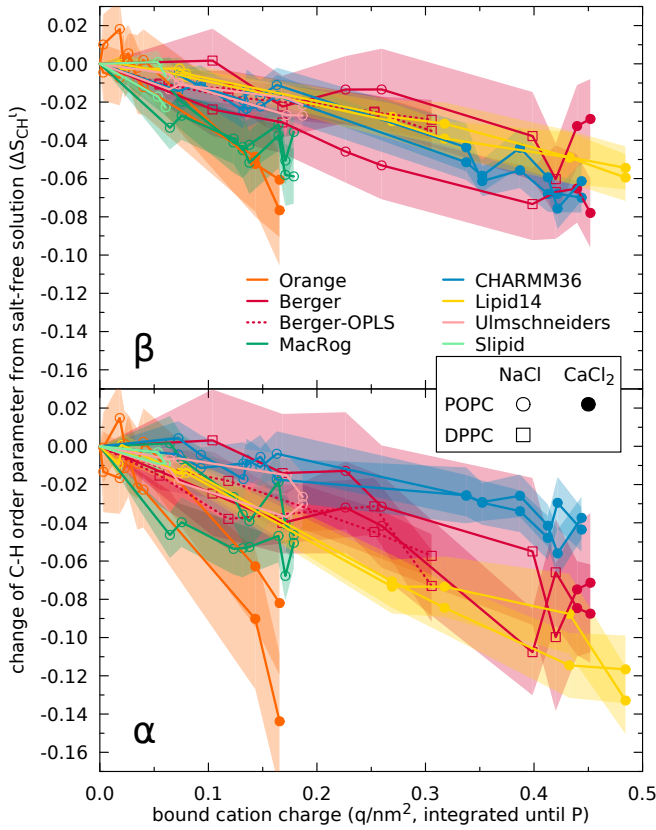 change of C-H order parameter from salt-free solution (ΔS_CH^i)
0.02
0.00
-0.02
-0.04
-0.06
-0.08
-0.10
-0.12
-0.14
-0.16
Orange
Berger
Berger-OPLS
MacRog
CHARMM36
Lipid14
Ulmschneiders
Slipid
β
NaCl CaCl₂
POPC
DPPC
0.02
0.00
-0.02
-0.04
-0.06
-0.08
-0.10
-0.12
-0.14
-0.16
α
0.0 0.1 0.2 0.3 0.4 0.5
bound cation charge (q/nm², integrated until P)